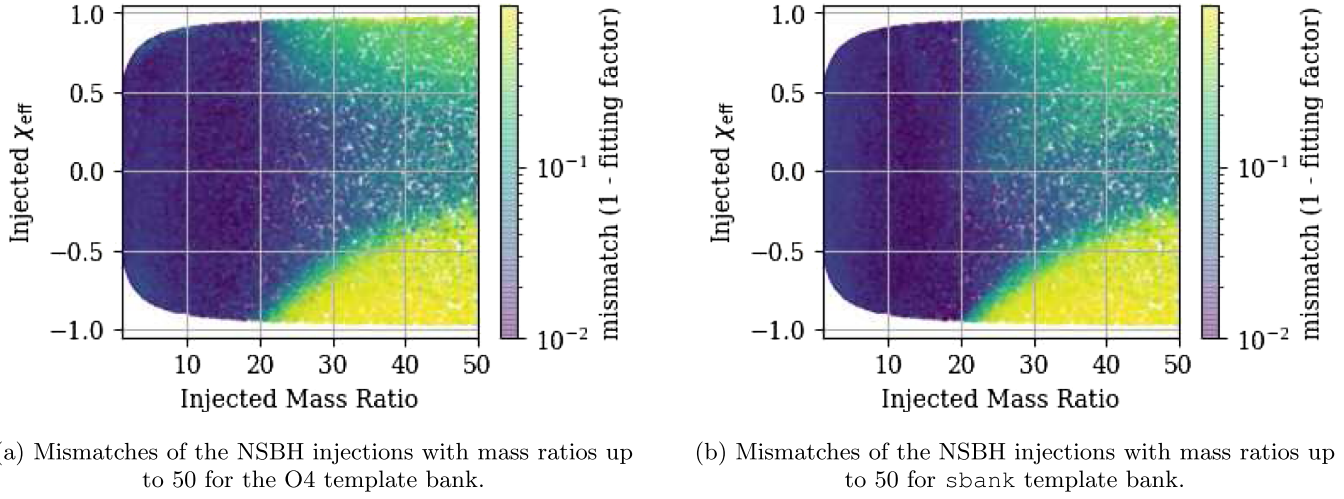 1.0
0.5
0.0
−0.5
−1.0
Injected χeff
10 20 30 40 50
Injected Mass Ratio
10−1
10−2
mismatch (1 - fitting factor)
1.0
0.5
0.0
−0.5
−1.0
Injected χeff
10 20 30 40 50
Injected Mass Ratio
10−1
10−2
mismatch (1 - fitting factor)
a) Mismatches of the NSBH injections with mass ratios up
to 50 for the O4 template bank.
(b) Mismatches of the NSBH injections with mass ratios up
to 50 for sbank template bank.